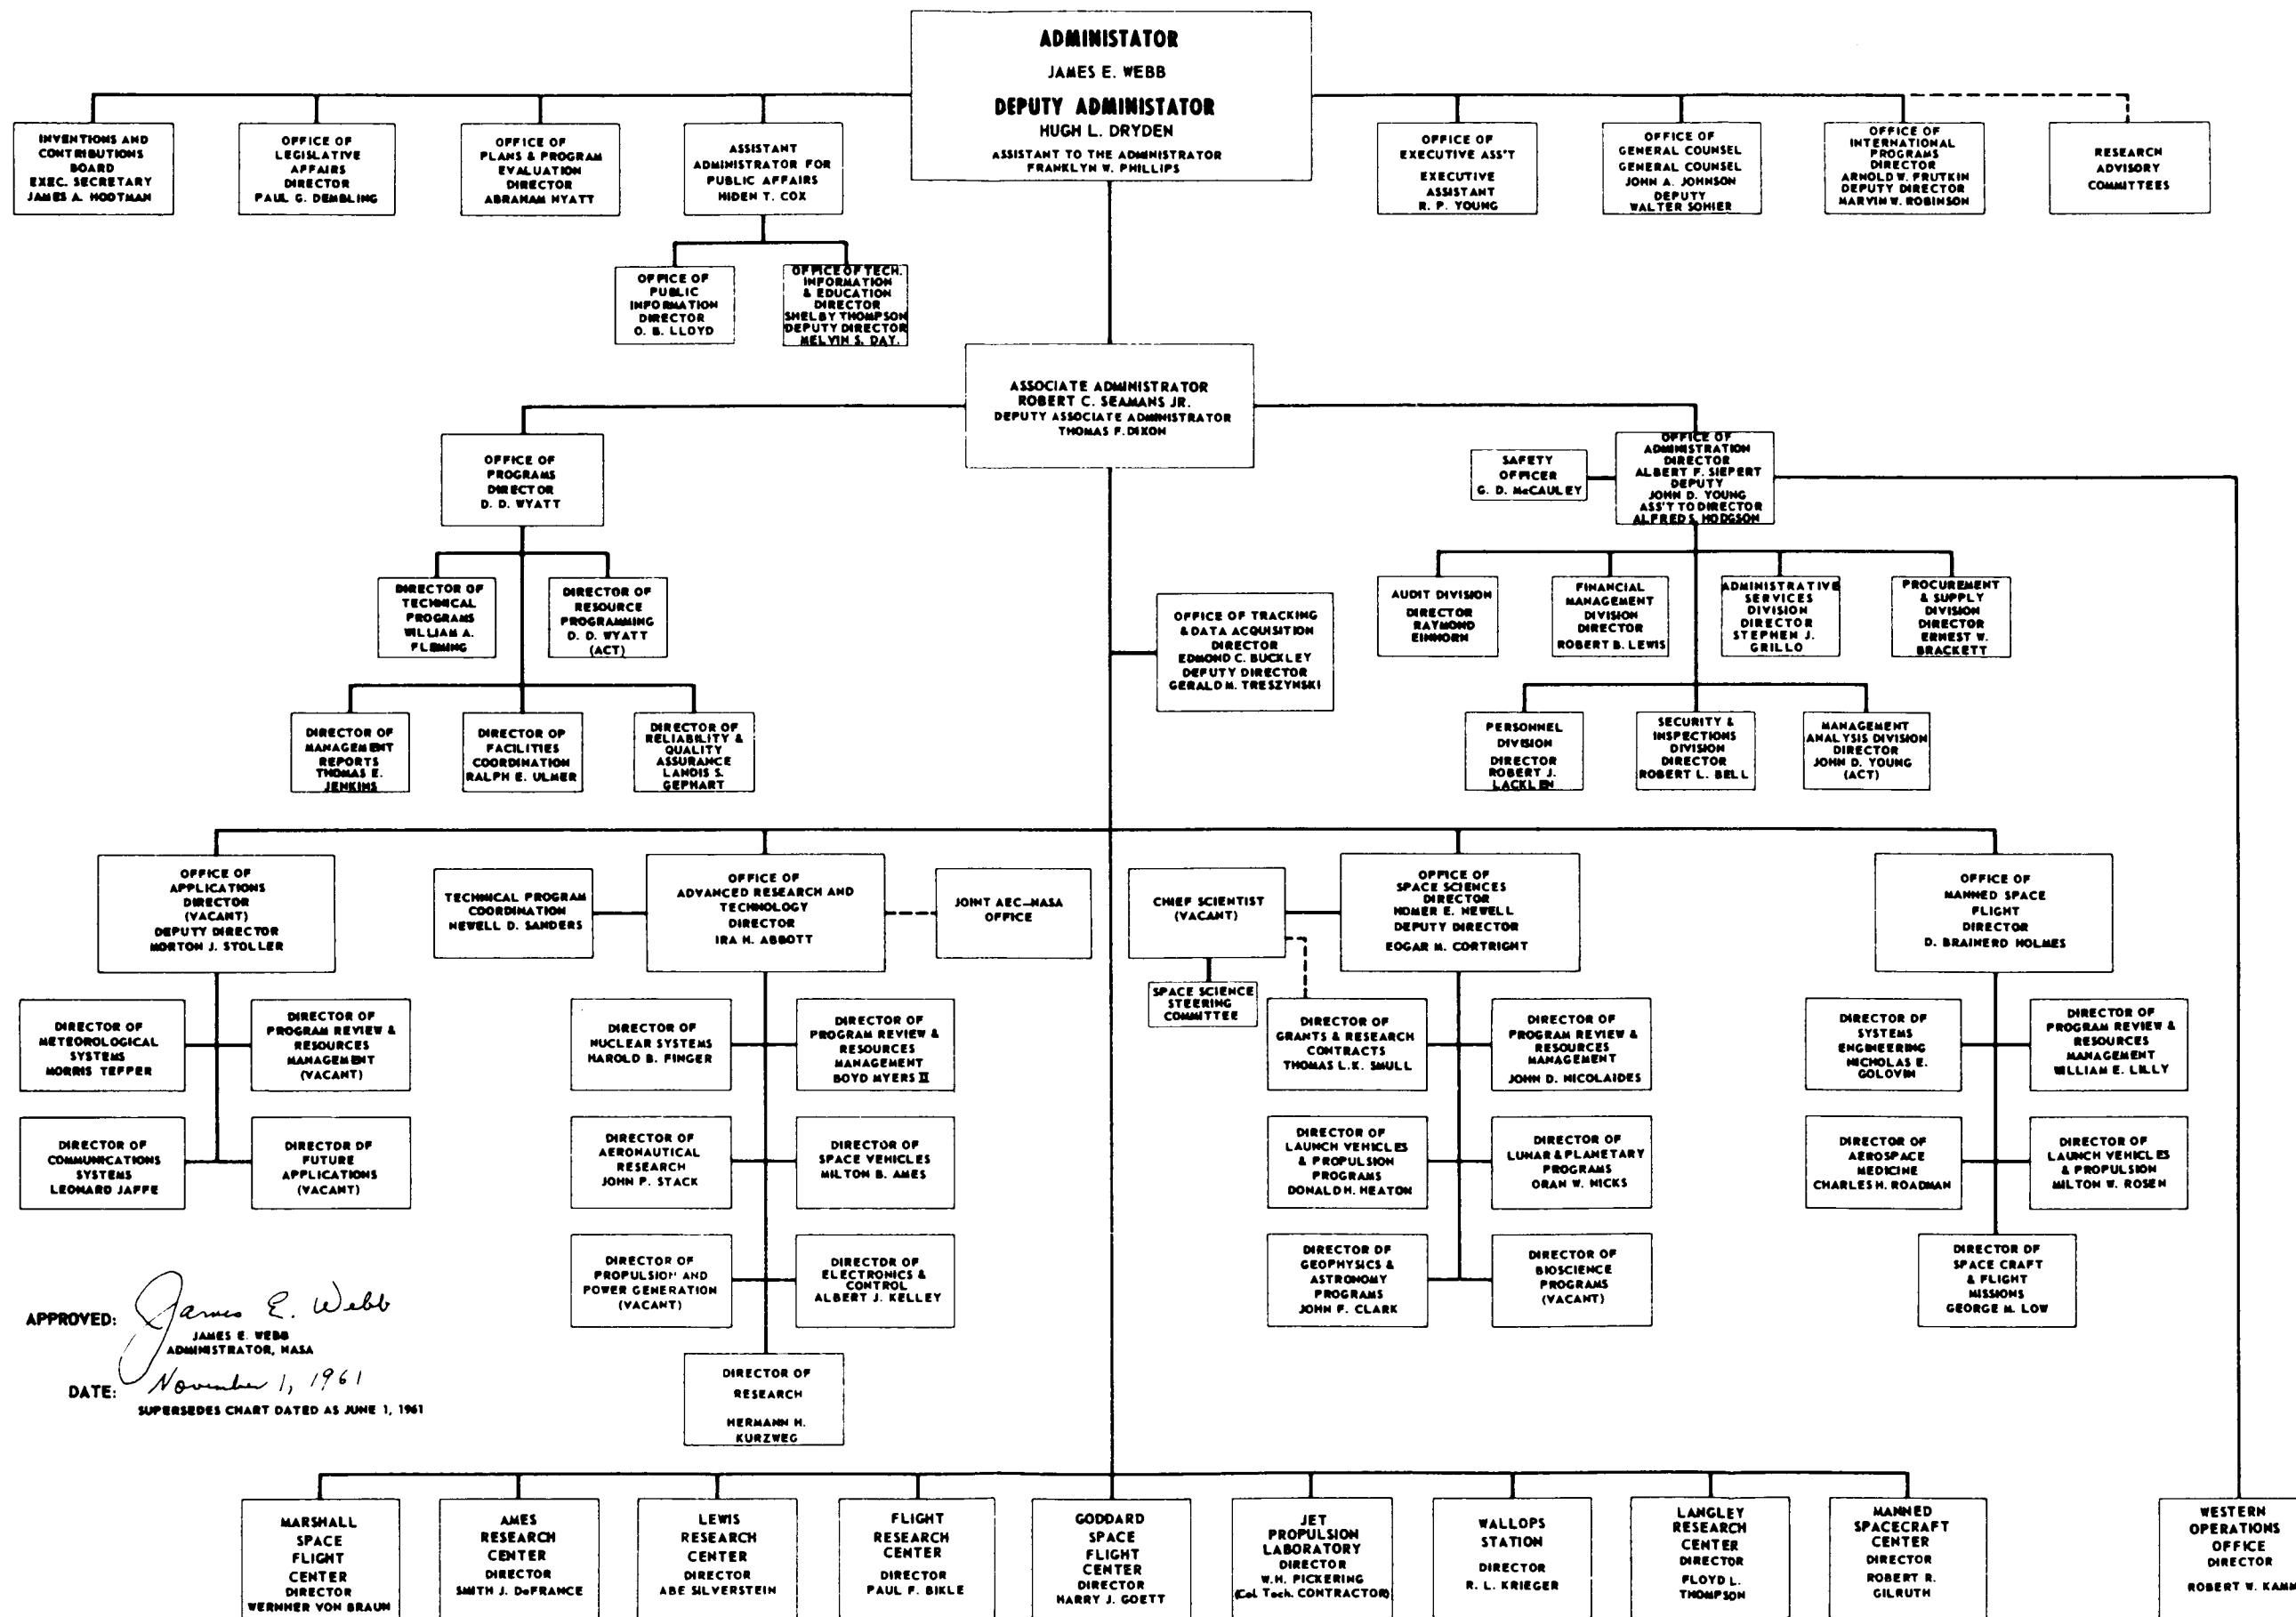 ADMINISTATOR
JAMES E. WEBB
DEPUTY ADMINISTATOR
HUGH L. DRYDEN
ASSISTANT TO THE ADMINISTRATOR
FRANKLYN W. PHILLIPS
INVENTIONS AND
CONTRIBUTIONS
BOARD
EXEC. SECRETARY
JAMES A. HOOTMAN
OFFICE OF
LEGISLATIVE
AFFAIRS
DIRECTOR
PAUL G. DEMBLING
OFFICE OF
PLANS & PROGRAM
EVALUATION
DIRECTOR
ABRAHAM HYATT
ASSISTANT
ADMINISTRATOR FOR
PUBLIC AFFAIRS
HIDEN T. COX
OFFICE OF
EXECUTIVE ASS'T
EXECUTIVE
ASSISTANT
R. P. YOUNG
OFFICE OF
GENERAL COUNSEL
GENERAL COUNSEL
JOHN A. JOHNSON
DEPUTY
WALTER SOHIER
OFFICE OF
INTERNATIONAL
PROGRAMS
DIRECTOR
ARNOLD W. FRUTKIN
DEPUTY DIRECTOR
MARVIN W. ROBINSON
RESEARCH
ADVISORY
COMMITTEES
OFFICE OF
PUBLIC
INFORMATION
DIRECTOR
O. B. LLOYD
OFFICE OF TECH.
INFORMATION
& EDUCATION
DIRECTOR
SHELBY THOMPSON
DEPUTY DIRECTOR
MELVIN S. DAY.
ASSOCIATE ADMINISTRATOR
ROBERT C. SEAMANS JR.
DEPUTY ASSOCIATE ADMINISTRATOR
THOMAS F. DIXON
OFFICE OF
PROGRAMS
DIRECTOR
D. D. WYATT
SAFETY
OFFICER
G. D. McCAULEY
OFFICE OF
ADMINISTRATION
DIRECTOR
ALBERT F. SIEPERT
DEPUTY
JOHN D. YOUNG
ASS'T TO DIRECTOR
ALFRED S. HODGSON
DIRECTOR OF
TECHNICAL
PROGRAMS
WILLIAM A.
FLEMING
DIRECTOR OF
RESOURCE
PROGRAMMING
D. D. WYATT
(ACT)
OFFICE OF TRACKING
& DATA ACQUISITION
DIRECTOR
EDMOND C. BUCKLEY
DEPUTY DIRECTOR
GERALD M. TRESZYNSKI
AUDIT DIVISION
DIRECTOR
RAYMOND
EINHORN
FINANCIAL
MANAGEMENT
DIVISION
DIRECTOR
ROBERT B. LEWIS
ADMINISTRATIVE
SERVICES
DIVISION
DIRECTOR
STEPHEN J.
GRILLO
PROCUREMENT
& SUPPLY
DIVISION
DIRECTOR
ERNEST W.
BRACKETT
DIRECTOR OF
MANAGEMENT
REPORTS
THOMAS E.
JENKINS
DIRECTOR OF
FACILITIES
COORDINATION
RALPH E. ULMER
DIRECTOR OF
RELIABILITY &
QUALITY
ASSURANCE
LANDIS S.
GEPHART
PERSONNEL
DIVISION
DIRECTOR
ROBERT J.
LACKLEN
SECURITY &
INSPECTIONS
DIVISION
DIRECTOR
ROBERT L. BELL
MANAGEMENT
ANALYSIS DIVISION
DIRECTOR
JOHN D. YOUNG
(ACT)
OFFICE OF
APPLICATIONS
DIRECTOR
(VACANT)
DEPUTY DIRECTOR
MORTON J. STOLLER
TECHNICAL PROGRAM
COORDINATION
NEWELL D. SANDERS
OFFICE OF
ADVANCED RESEARCH AND
TECHNOLOGY
DIRECTOR
IRA H. ABBOTT
JOINT AEC-NASA
OFFICE
CHIEF SCIENTIST
(VACANT)
OFFICE OF
SPACE SCIENCES
DIRECTOR
HOMER E. NEWELL
DEPUTY DIRECTOR
EDGAR M. CORTRIGHT
OFFICE OF
MANNED SPACE
FLIGHT
DIRECTOR
D. BRAINERD HOLMES
SPACE SCIENCE
STEERING
COMMITTEE
DIRECTOR OF
METEOROLOGICAL
SYSTEMS
MORRIS TEPPER
DIRECTOR OF
PROGRAM REVIEW &
RESOURCES
MANAGEMENT
(VACANT)
DIRECTOR OF
NUCLEAR SYSTEMS
HAROLD B. FINGER
DIRECTOR OF
PROGRAM REVIEW &
RESOURCES
MANAGEMENT
BOYD MYERS II
DIRECTOR OF
GRANTS & RESEARCH
CONTRACTS
THOMAS L.K. SMULL
DIRECTOR OF
PROGRAM REVIEW &
RESOURCES
MANAGEMENT
JOHN D. NICOLAIDES
DIRECTOR OF
SYSTEMS
ENGINEERING
NICHOLAS E.
GOLOVIN
DIRECTOR OF
PROGRAM REVIEW &
RESOURCES
MANAGEMENT
WILLIAM E. LILLY
DIRECTOR OF
COMMUNICATIONS
SYSTEMS
LEONARD JAFFE
DIRECTOR OF
FUTURE
APPLICATIONS
(VACANT)
DIRECTOR OF
AERONAUTICAL
RESEARCH
JOHN P. STACK
DIRECTOR OF
SPACE VEHICLES
MILTON B. AMES
DIRECTOR OF
LAUNCH VEHICLES
& PROPULSION
PROGRAMS
DONALD H. HEATON
DIRECTOR OF
LUNAR & PLANETARY
PROGRAMS
ORAN W. NICKS
DIRECTOR OF
AEROSPACE
MEDICINE
CHARLES H. ROADMAN
DIRECTOR OF
LAUNCH VEHICLES
& PROPULSION
MILTON W. ROSEN
DIRECTOR OF
PROPULSION AND
POWER GENERATION
(VACANT)
DIRECTOR OF
ELECTRONICS &
CONTROL
ALBERT J. KELLEY
DIRECTOR OF
GEOPHYSICS &
ASTRONOMY
PROGRAMS
JOHN F. CLARK
DIRECTOR OF
BIOSCIENCE
PROGRAMS
(VACANT)
DIRECTOR OF
SPACE CRAFT
& FLIGHT
MISSIONS
GEORGE M. LOW
DIRECTOR OF
RESEARCH
HERMANN H.
KURZWEG
APPROVED: James E. Webb
JAMES E. WEBB
ADMINISTRATOR, NASA
DATE: November 1, 1961
SUPERSEDES CHART DATED AS JUNE 1, 1961
MARSHALL
SPACE
FLIGHT
CENTER
DIRECTOR
WERNHER VON BRAUN
AMES
RESEARCH
CENTER
DIRECTOR
SMITH J. DeFRANCE
LEWIS
RESEARCH
CENTER
DIRECTOR
ABE SILVERSTEIN
FLIGHT
RESEARCH
CENTER
DIRECTOR
PAUL F. BIKLE
GODDARD
SPACE
FLIGHT
CENTER
DIRECTOR
HARRY J. GOETT
JET
PROPULSION
LABORATORY
DIRECTOR
W.H. PICKERING
(Cal. Tech. CONTRACTOR)
WALLOPS
STATION
DIRECTOR
R. L. KRIEGER
LANGLEY
RESEARCH
CENTER
DIRECTOR
FLOYD L.
THOMPSON
MANNED
SPACECRAFT
CENTER
DIRECTOR
ROBERT R.
GILRUTH
WESTERN
OPERATIONS
OFFICE
DIRECTOR
ROBERT W. KAMM